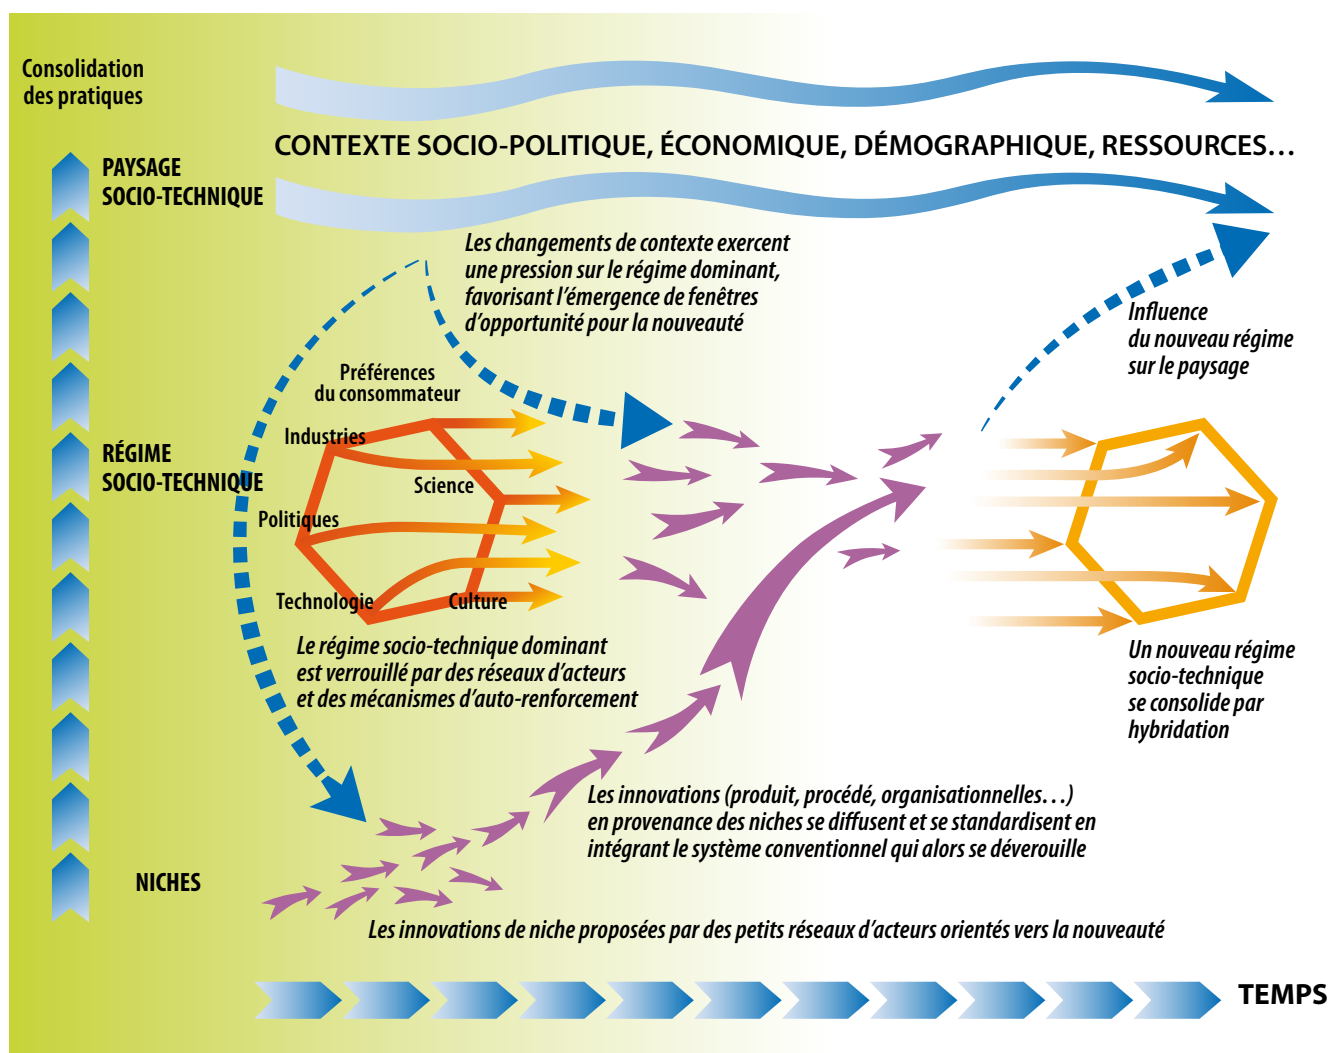 Consolidation
des pratiques
CONTEXTE SOCIO-POLITIQUE, ÉCONOMIQUE, DÉMOGRAPHIQUE, RESSOURCES…
PAYSAGE
SOCIO-TECHNIQUE
Les changements de contexte exercent
une pression sur le régime dominant,
favorisant l’émergence de fenêtres
d’opportunité pour la nouveauté
Influence
du nouveau régime
sur le paysage
Préférences
du consommateur
Industries
RÉGIME
SOCIO-TECHNIQUE
Science
Politiques
Technologie
Culture
Le régime socio-technique dominant
est verrouillé par des réseaux d’acteurs
et des mécanismes d’auto-renforcement
Un nouveau régime
socio-technique
se consolide par
hybridation
Les innovations (produit, procédé, organisationnelles…)
en provenance des niches se diffusent et se standardisent en
intégrant le système conventionnel qui alors se déverouille
NICHES
Les innovations de niche proposées par des petits réseaux d’acteurs orientés vers la nouveauté
TEMPS